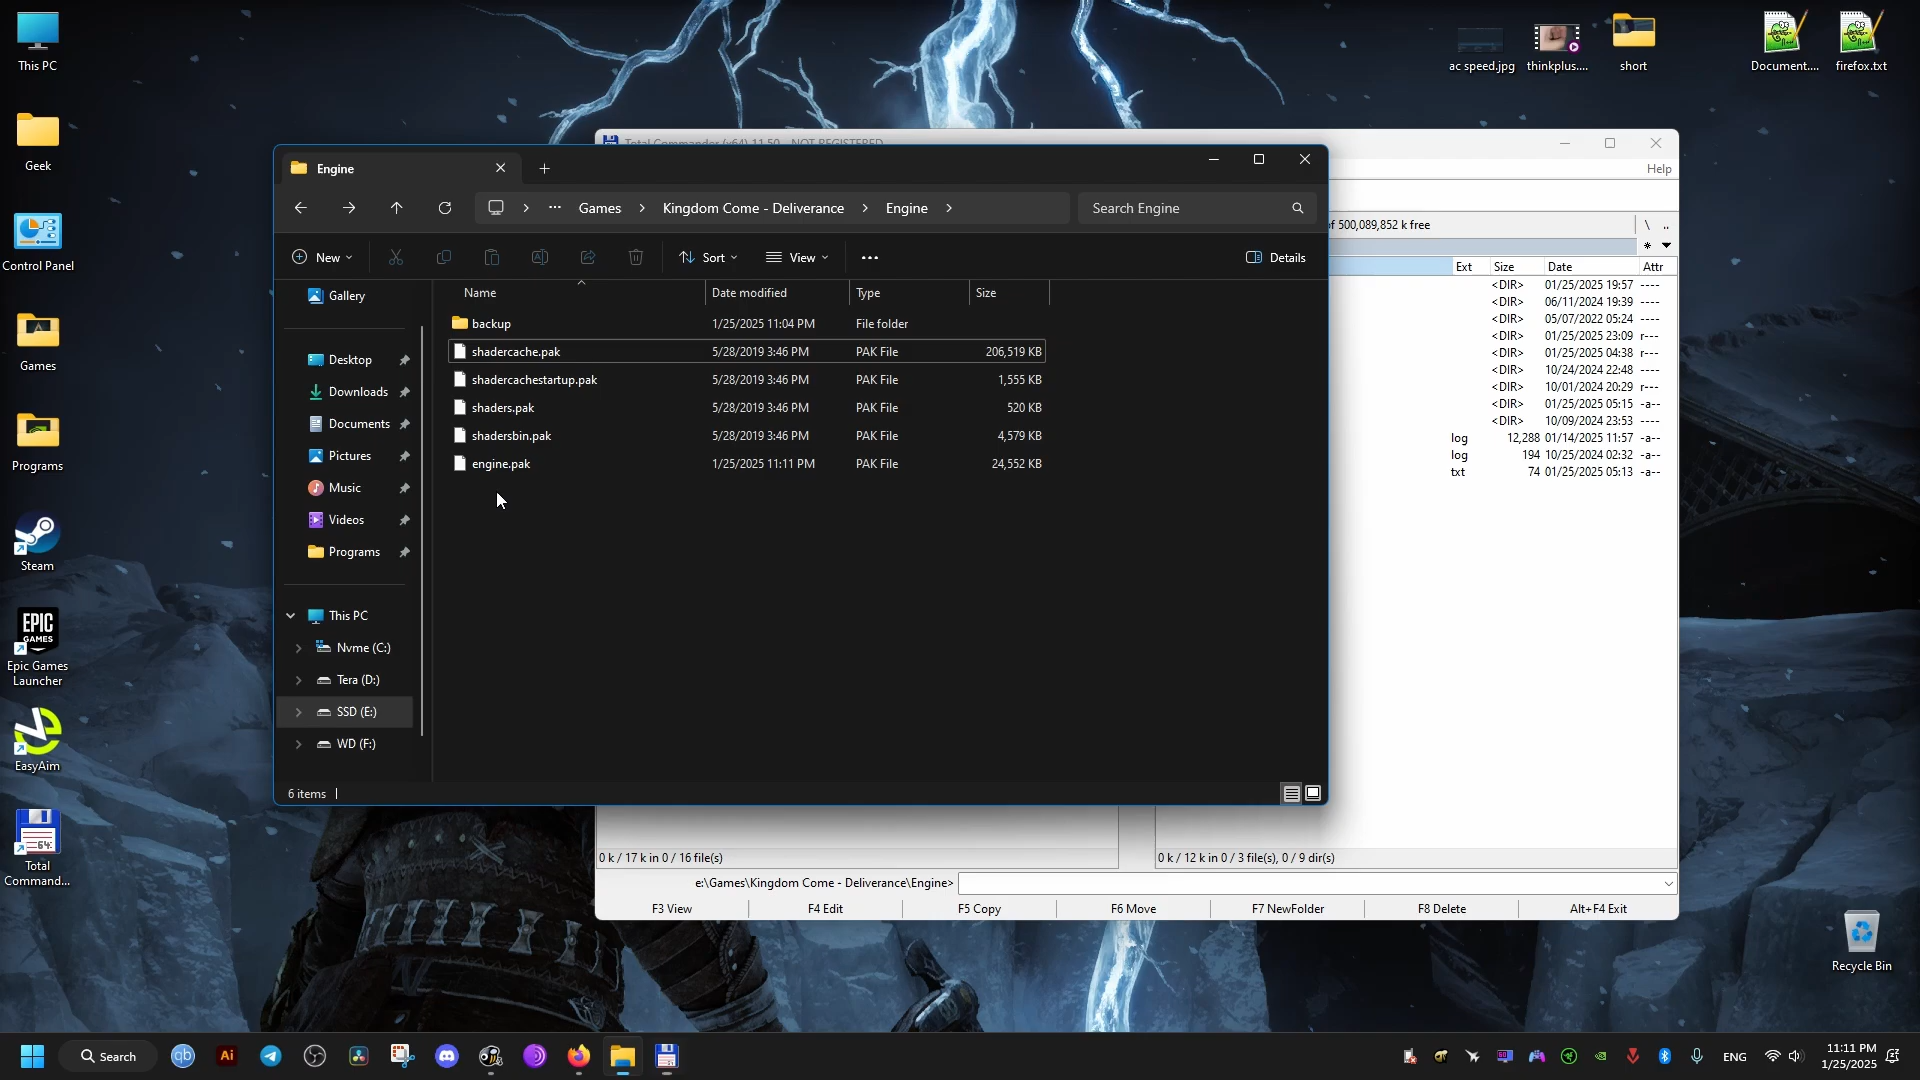 This PC
Geek
Control Panel
Games
Programs
Steam
EPIC
GAMES
Epic Games
Launcher
EasyAim
64
Total
Command...
ac speed.jpg
thinkplus....
short
Document....
firefox.txt
Recycle Bin
Total Commander (x64) 11.50 - NOT REGISTERED
Help
of 500,089,852 k free
\ ..
* 
Ext Size Date Attr
<DIR> 01/25/2025 19:57 ----
<DIR> 06/11/2024 19:39 ----
<DIR> 05/07/2022 05:24 ----
<DIR> 01/25/2025 23:09 r---
<DIR> 01/25/2025 04:38 r---
<DIR> 10/24/2024 22:48 ----
<DIR> 10/01/2024 20:29 r---
<DIR> 01/25/2025 05:15 -a--
<DIR> 10/09/2024 23:53 ----
log 12,288 01/14/2025 11:57 -a--
log 194 10/25/2024 02:32 -a--
txt 74 01/25/2025 05:13 -a--
Engine
... Games > Kingdom Come - Deliverance > Engine >
Search Engine
New
Sort
View
Details
Gallery
Desktop
Downloads
Documents
Pictures
Music
Videos
Programs
This PC
Nvme (C:)
Tera (D:)
SSD (E:)
WD (F:)
Name Date modified Type Size
backup 1/25/2025 11:04 PM File folder
shadercache.pak 5/28/2019 3:46 PM PAK File 206,519 KB
shadercachestartup.pak 5/28/2019 3:46 PM PAK File 1,555 KB
shaders.pak 5/28/2019 3:46 PM PAK File 520 KB
shadersbin.pak 5/28/2019 3:46 PM PAK File 4,579 KB
engine.pak 1/25/2025 11:11 PM PAK File 24,552 KB
6 items
0 k / 17 k in 0 / 16 file(s)
0 k / 12 k in 0 / 3 file(s), 0 / 9 dir(s)
e:\Games\Kingdom Come - Deliverance\Engine>
F3 View
F4 Edit
F5 Copy
F6 Move
F7 NewFolder
F8 Delete
Alt+F4 Exit
Search
qb
Ai
ENG
11:11 PM
1/25/2025